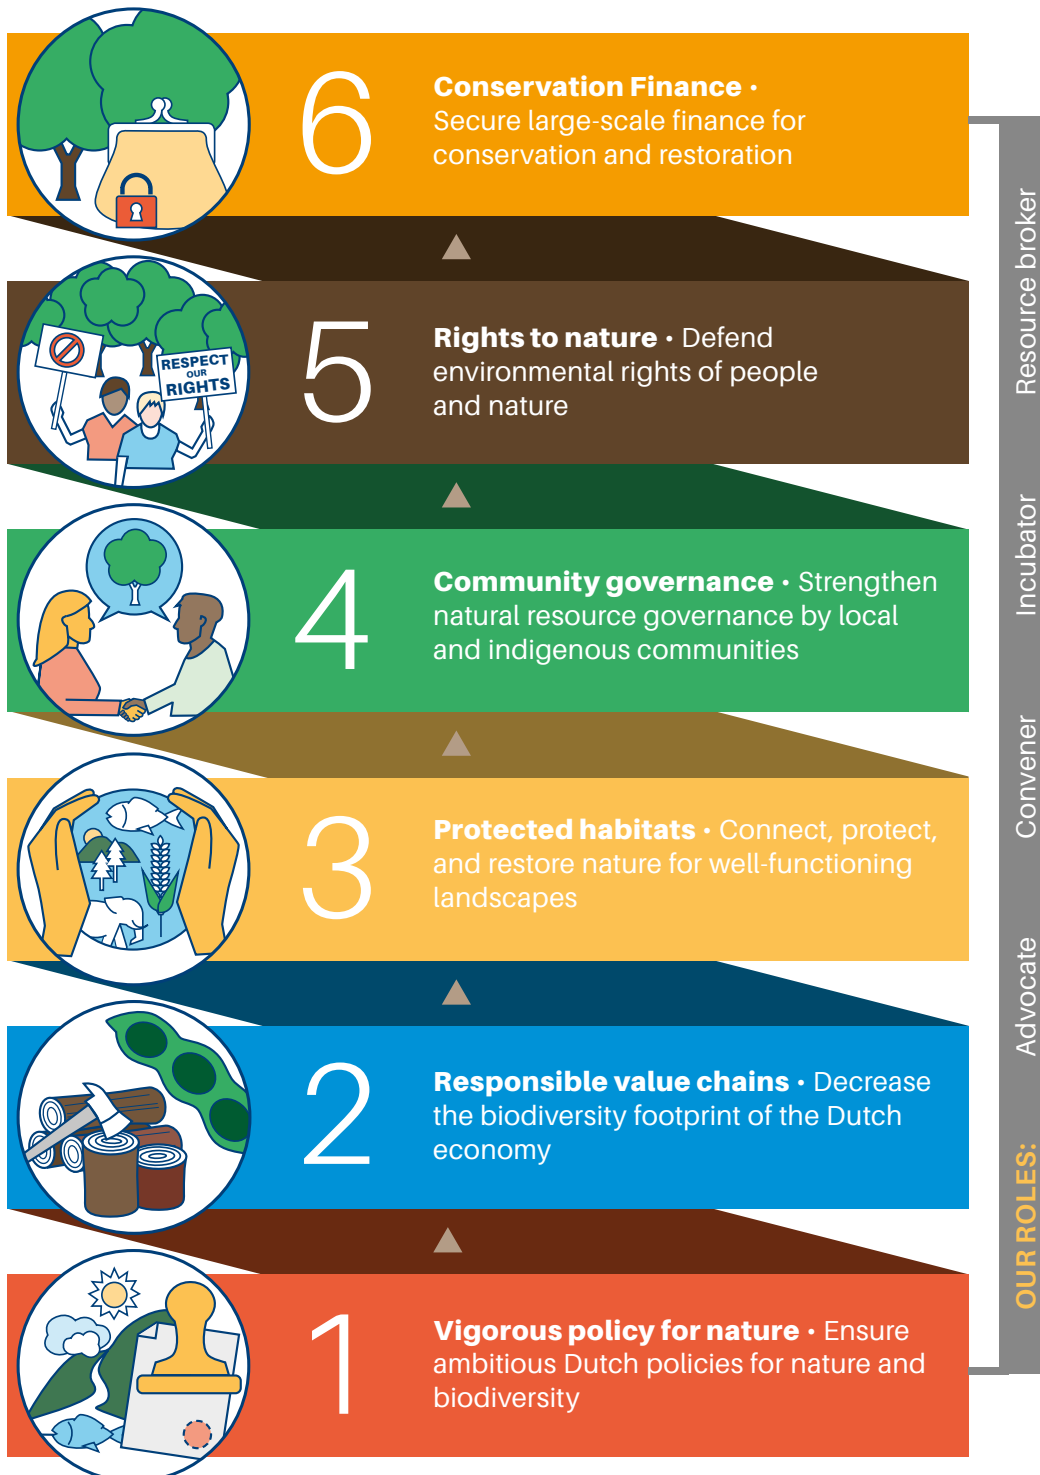 6
Conservation Finance •
Secure large-scale finance for
conservation and restoration
RESPECT
OUR
RIGHTS
5
Rights to nature • Defend
environmental rights of people
and nature
4
Community governance • Strengthen
natural resource governance by local
and indigenous communities
3
Protected habitats • Connect, protect,
and restore nature for well-functioning
landscapes
2
Responsible value chains • Decrease
the biodiversity footprint of the Dutch
economy
1
Vigorous policy for nature • Ensure
ambitious Dutch policies for nature and
biodiversity
OUR ROLES: Advocate Convener Incubator Resource broker